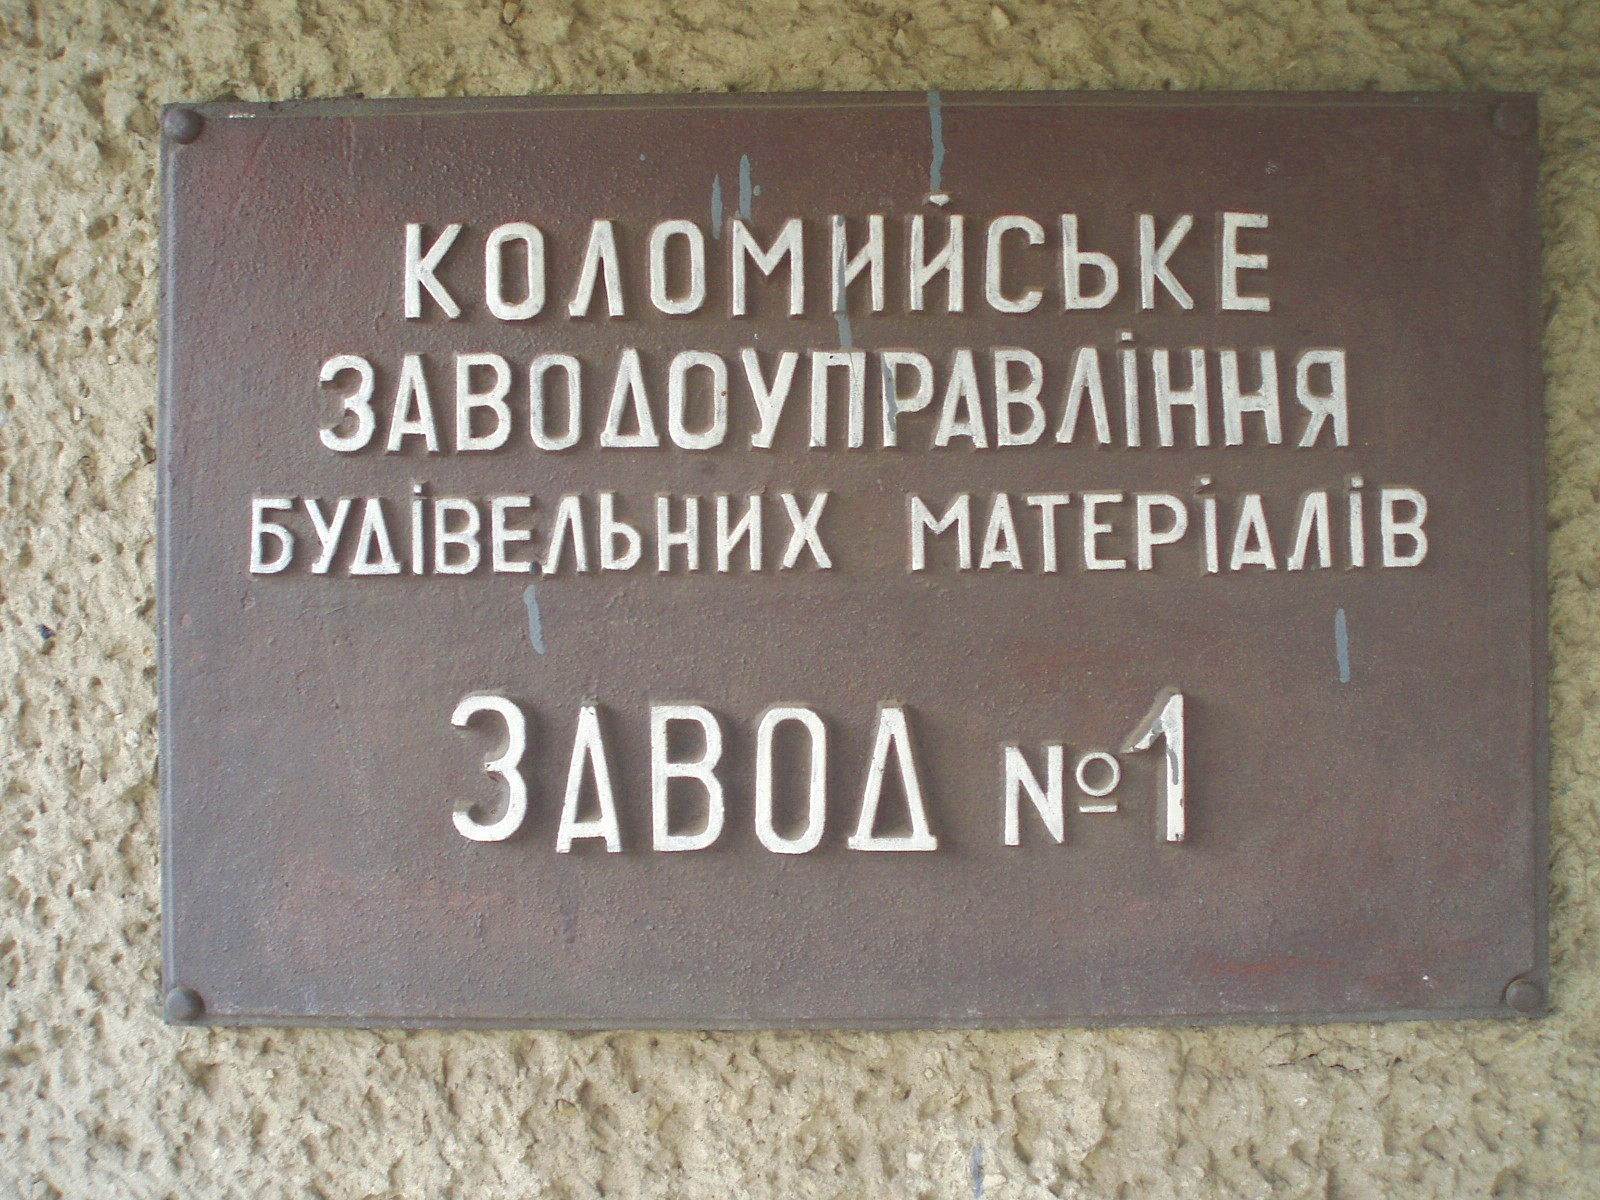 КОЛОМИЙСЬКЕ
ЗАВОДОУПРАВЛІННЯ
БУДІВЕЛЬНИХ МАТЕРІАЛІВ
ЗАВОД №1